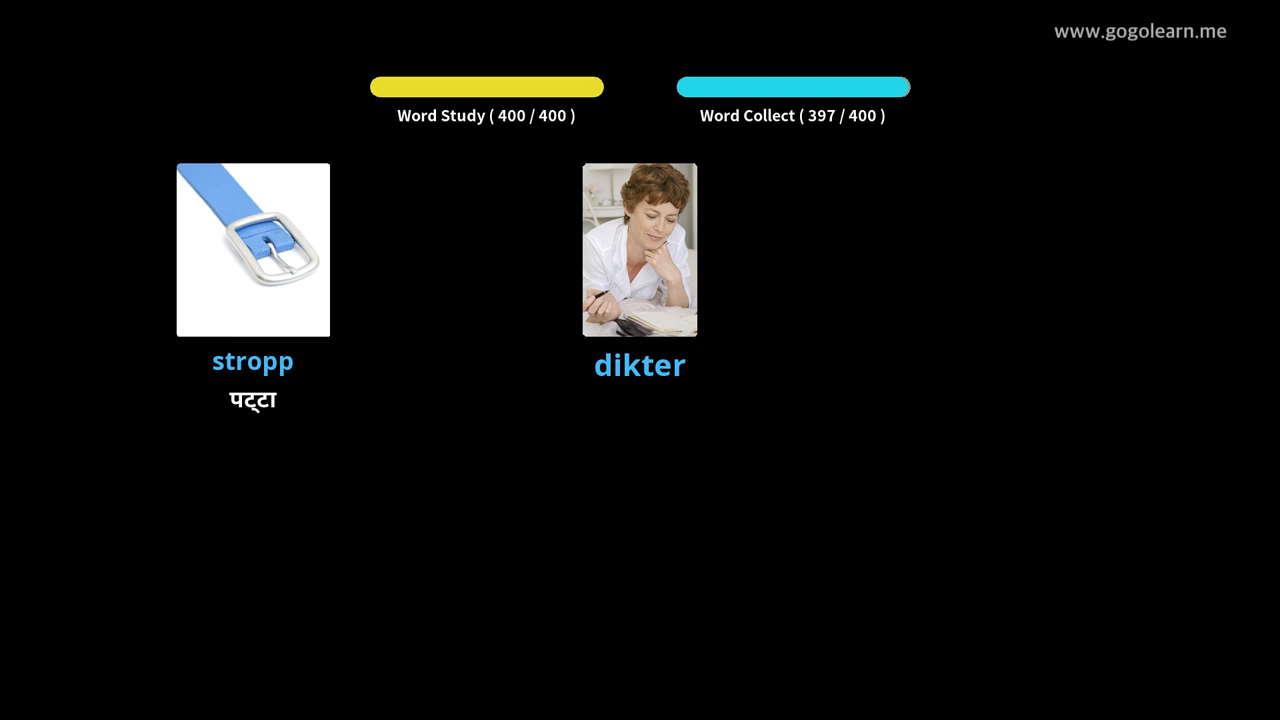 www.gogolearn.me
Word Study ( 400 / 400 )
Word Collect ( 397 / 400 )
stropp
पट्टा
dikter